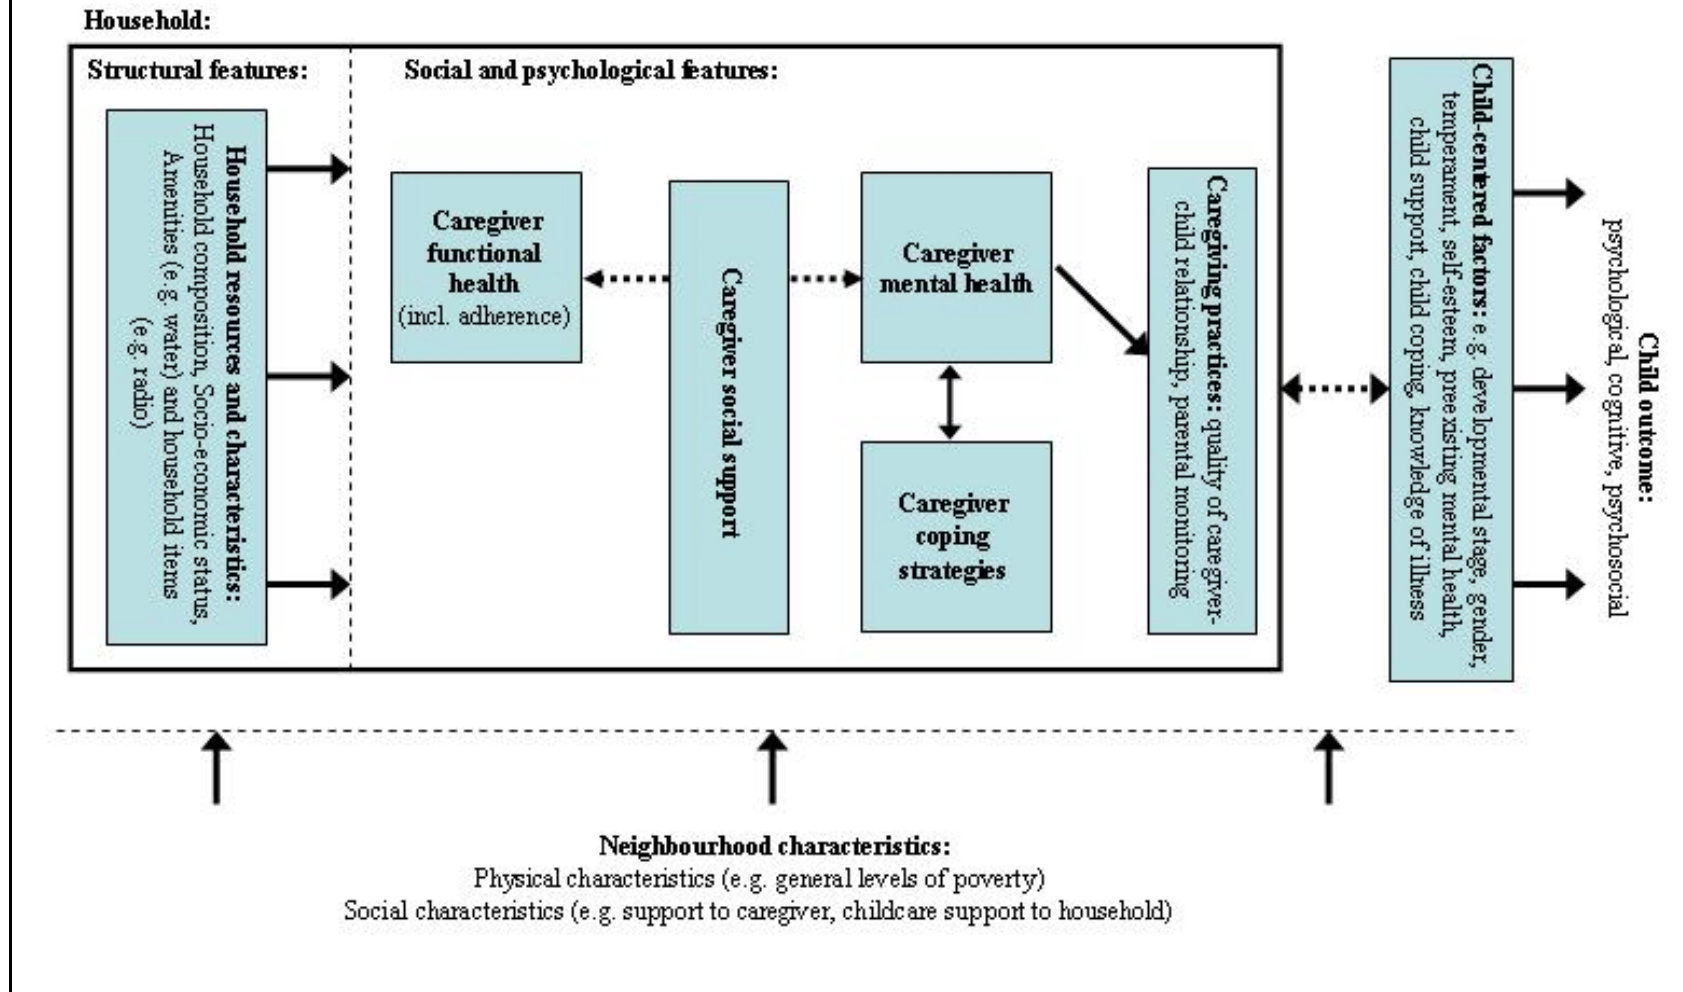 Household:
Structural features:
Household resources and characteristics:
Household composition, Socio-economic status,
Amenities (e.g. water) and household items
(e.g. radio)
Social and psychological features:
Caregiver
functional
health
(incl. adherence)
Caregiver social support
Caregiver
mental health
Caregiver
coping
strategies
Caregiving practices: quality of caregiver-
child relationship, parental monitoring
Child-centered factors: e.g. developmental stage, gender,
temperament, self-esteem, preexisting mental health,
child support, child coping, knowledge of illness
Child outcome:
psychological, cognitive, psychosocial
Neighbourhood characteristics:
Physical characteristics (e.g. general levels of poverty)
Social characteristics (e.g. support to caregiver, childcare support to household)